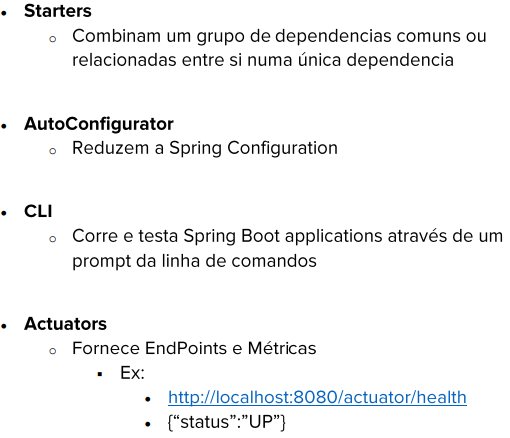 • Starters
o Combinam um grupo de dependencias comuns ou
relacionadas entre si numa única dependencia
• AutoConfigurator
o Reduzem a Spring Configuration
• CLI
o Corre e testa Spring Boot applications através de um
prompt da linha de comandos
• Actuators
o Fornece EndPoints e Métricas
▪ Ex:
• http://localhost:8080/actuator/health
• {“status”:”UP”}